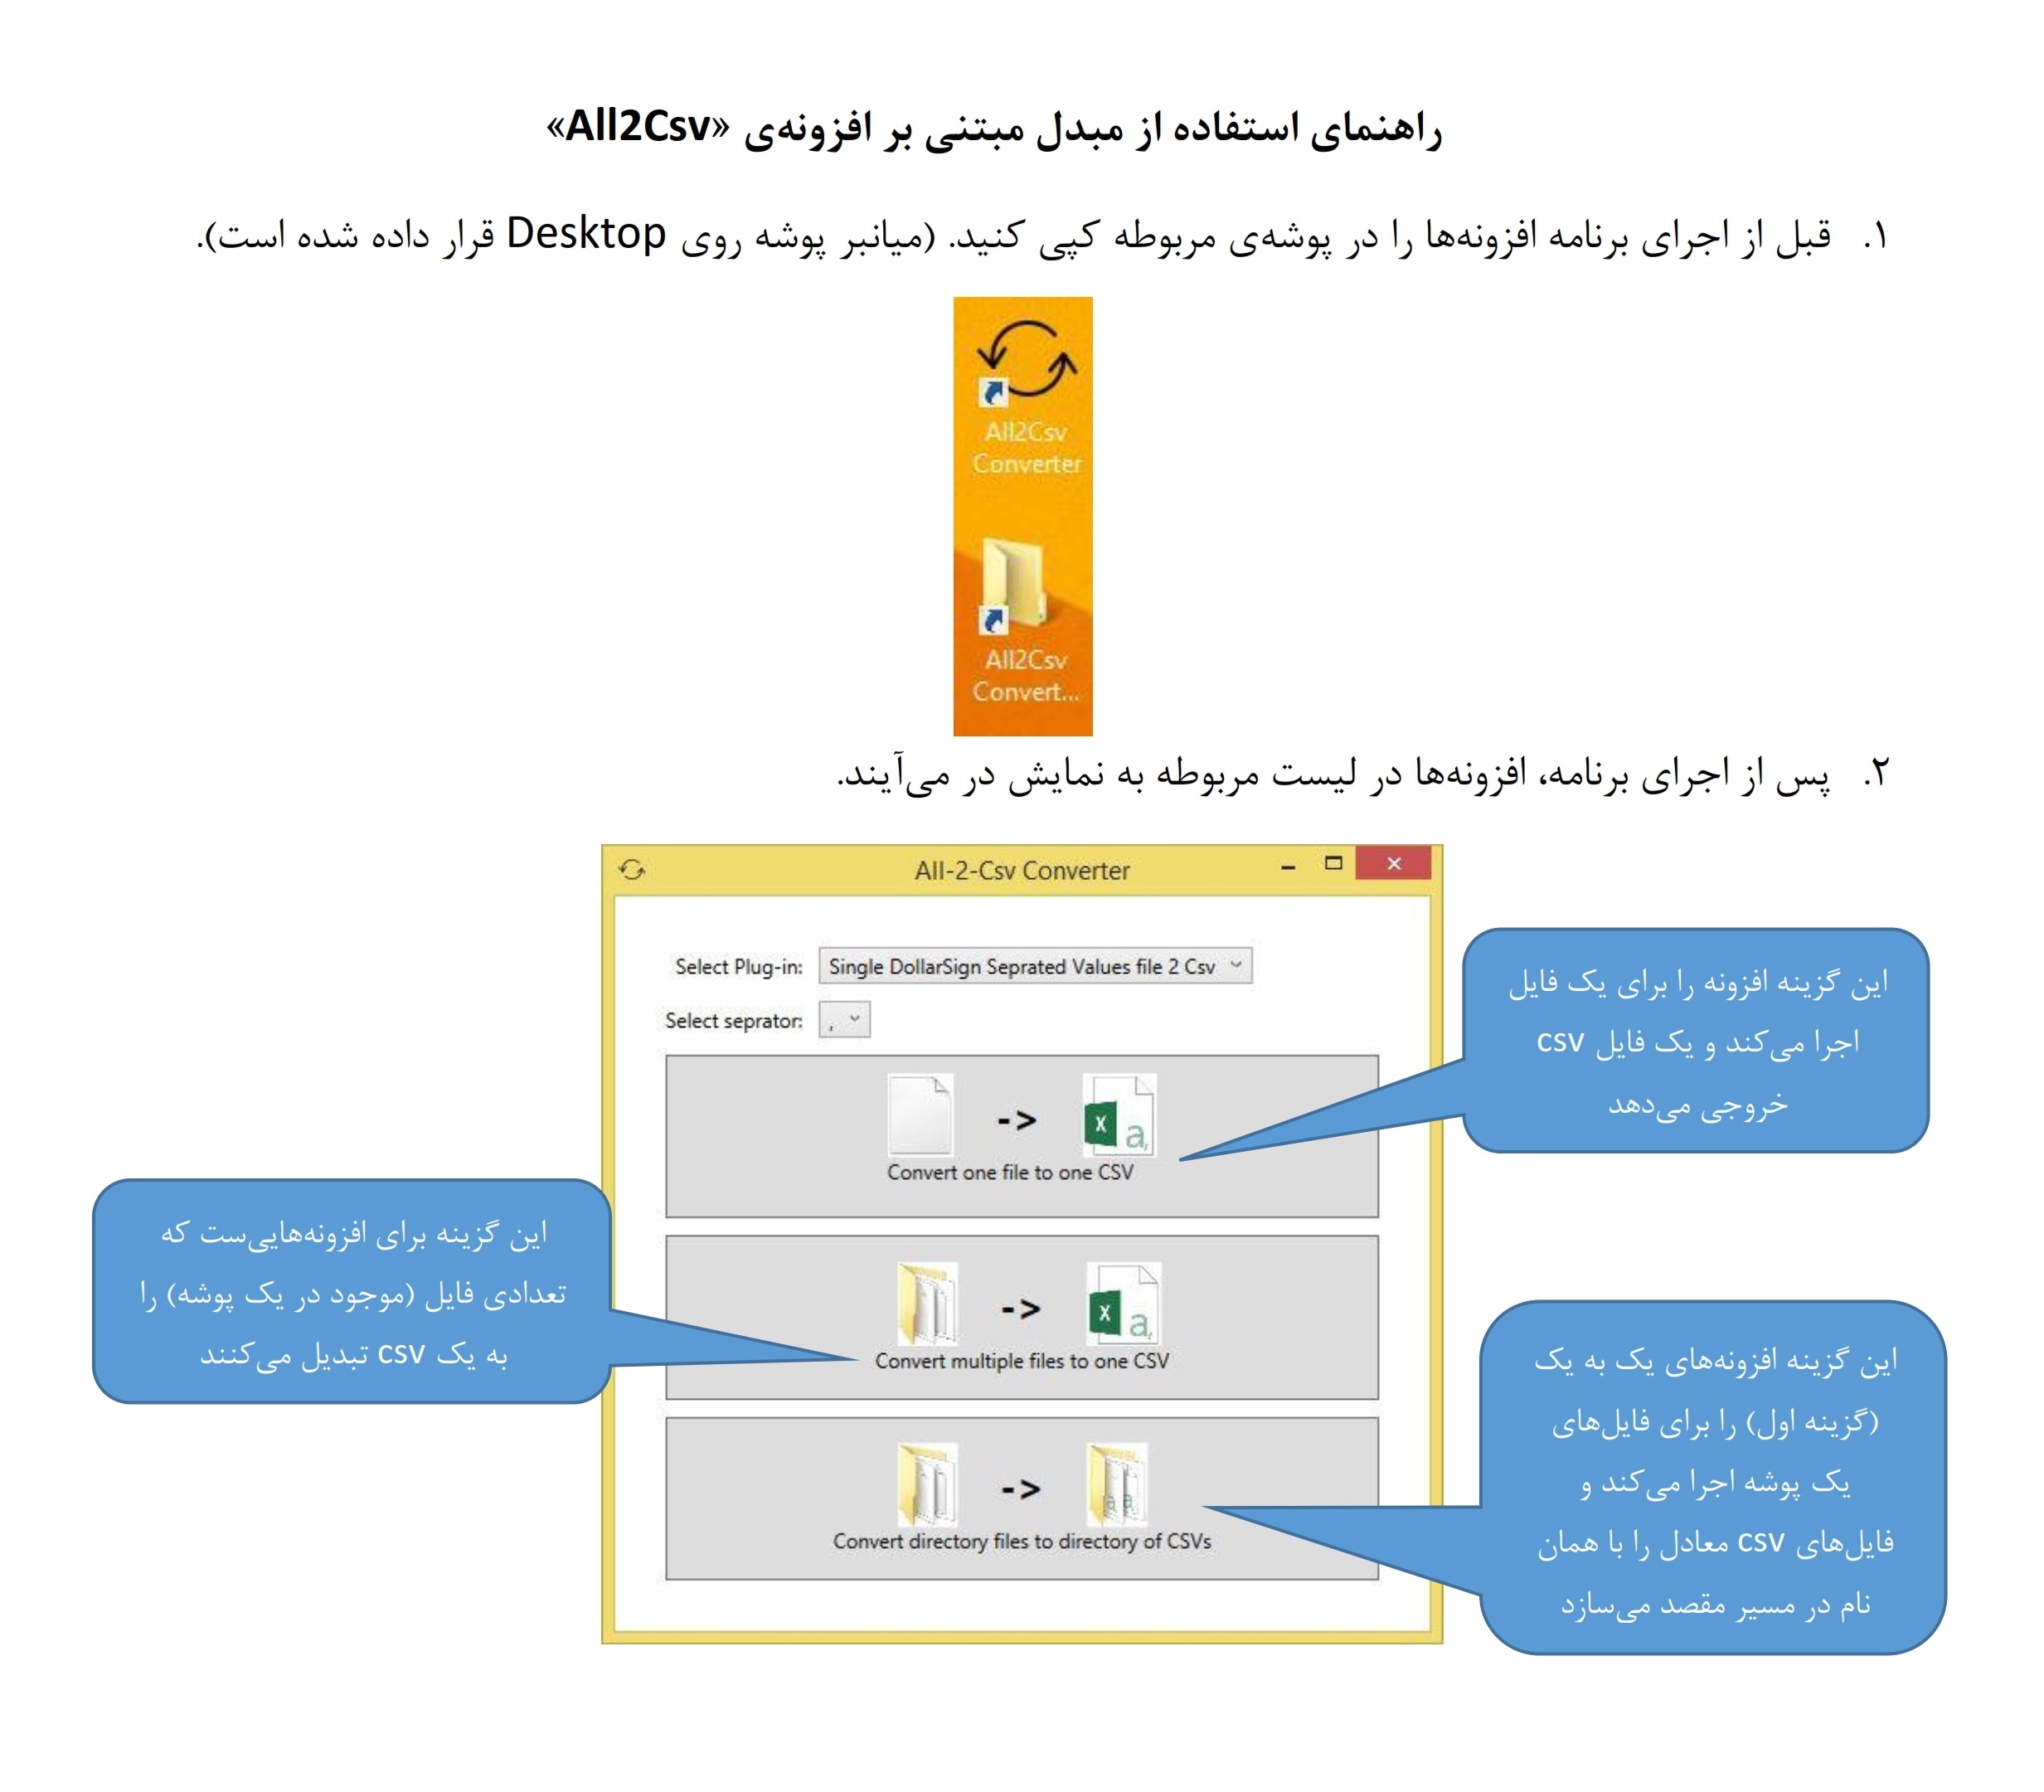 راهنمای استفاده از مبدل مبتنی بر افزونه‌ی «All2Csv»
۱. قبل از اجرای برنامه افزونه‌ها را در پوشه‌ی مربوطه کپی کنید. (میانبر پوشه روی Desktop قرار داده شده است).
All2Csv
Converter
All2Csv
Convert...
۲. پس از اجرای برنامه، افزونه‌ها در لیست مربوطه به نمایش در می‌آیند.
All-2-Csv Converter
Select Plug-in: Single DollarSign Seprated Values file 2 Csv
Select seprator: ,
Convert one file to one CSV
این گزینه افزونه را برای یک فایل
اجرا می‌کند و یک فایل csv
خروجی می‌دهد
Convert multiple files to one CSV
این گزینه برای افزونه‌هایی‌ست که
تعدادی فایل (موجود در یک پوشه) را
به یک csv تبدیل می‌کنند
Convert directory files to directory of CSVs
این گزینه افزونه‌های یک به یک
(گزینه اول) را برای فایل‌های
یک پوشه اجرا می‌کند و
فایل‌های csv معادل را با همان
نام در مسیر مقصد می‌سازد